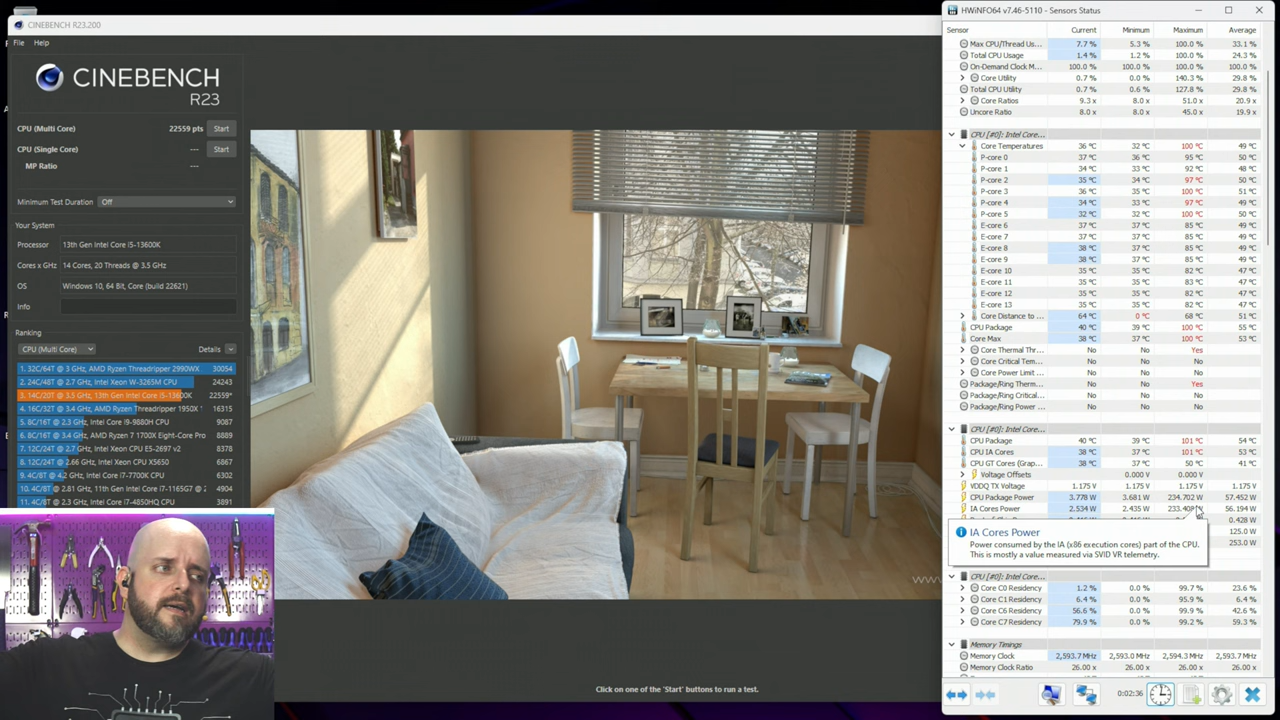 CINEBENCH R23.200
File Help
CINEBENCH
R23
CPU (Multi Core) 22559 pts Start
CPU (Single Core) --- Start
MP Ratio ---
Minimum Test Duration Off
Your System
Processor 13th Gen Intel Core i5-13600K
Cores x GHz 14 Cores, 20 Threads @ 3.5 GHz
OS Windows 10, 64 Bit, Core (build 22621)
Info
Ranking
CPU (Multi Core) Details
1. 32C/64T @ 3 GHz, AMD Ryzen Threadripper 2990WX 30054
2. 24C/48T @ 2.7 GHz, Intel Xeon W-3265M CPU 24243
3. 14C/20T @ 3.5 GHz, 13th Gen Intel Core i5-13600K 22559*
4. 16C/32T @ 3.4 GHz, AMD Ryzen Threadripper 1950X 16315
5. 8C/16T @ 2.3 GHz, Intel Core i9-9880H CPU 9087
6. 8C/16T @ 3.4 GHz, AMD Ryzen 7 1700X Eight-Core Pro 8889
7. 12C/24T @ 2.7 GHz, Intel Xeon CPU E5-2697 v2 8378
8. 12C/24T @ 2.66 GHz, Intel Xeon CPU X5650 6867
9. 4C/8T @ 4.2 GHz, Intel Core i7-7700K CPU 6302
10. 4C/8T @ 2.81 GHz, 11th Gen Intel Core i7-1165G7 @ 2 4904
11. 4C/8T @ 2.3 GHz, Intel Core i7-4850HQ CPU 3891
www
Click on one of the 'Start' buttons to run a test.
HWiNFO64 v7.46-5110 - Sensors Status
Sensor Current Minimum Maximum Average
Max CPU/Thread Us... 7.7 % 5.3 % 100.0 % 33.1 %
Total CPU Usage 1.4 % 1.2 % 100.0 % 24.3 %
On-Demand Clock M... 100.0 % 100.0 % 100.0 % 100.0 %
Core Utility 0.7 % 0.0 % 140.3 % 29.8 %
Total CPU Utility 0.7 % 0.6 % 127.8 % 29.8 %
Core Ratios 9.3 x 8.0 x 51.0 x 20.9 x
Uncore Ratio 8.0 x 8.0 x 45.0 x 19.9 x
CPU [#0]: Intel Core...
Core Temperatures 36 °C 32 °C 100 °C 49 °C
P-core 0 37 °C 36 °C 95 °C 50 °C
P-core 1 34 °C 33 °C 92 °C 48 °C
P-core 2 35 °C 34 °C 97 °C 50 °C
P-core 3 36 °C 35 °C 100 °C 51 °C
P-core 4 34 °C 33 °C 97 °C 50 °C
P-core 5 32 °C 32 °C 100 °C 51 °C
E-core 6 37 °C 35 °C 85 °C 49 °C
E-core 7 37 °C 35 °C 85 °C 49 °C
E-core 8 38 °C 37 °C 85 °C 49 °C
E-core 9 38 °C 37 °C 85 °C 49 °C
E-core 10 35 °C 35 °C 82 °C 47 °C
E-core 11 35 °C 35 °C 83 °C 47 °C
E-core 12 35 °C 35 °C 82 °C 47 °C
E-core 13 35 °C 35 °C 82 °C 47 °C
Core Distance to ... 64 °C 0 °C 68 °C 51 °C
CPU Package 40 °C 39 °C 100 °C 55 °C
Core Max 38 °C 37 °C 100 °C 53 °C
Core Thermal Thr... No No Yes
Core Critical Tem... No No No
Core Power Limit ... No No No
Package/Ring Therm... No No Yes
Package/Ring Critical... No No No
Package/Ring Power ... No No No
CPU [#0]: Intel Core...
CPU Package 40 °C 39 °C 101 °C 54 °C
CPU IA Cores 38 °C 37 °C 101 °C 53 °C
CPU GT Cores (Grap... 38 °C 37 °C 50 °C 41 °C
Voltage Offsets 0.000 V 0.000 V
VDDQ TX Voltage 1.175 V 1.175 V 1.175 V 1.175 V
CPU Package Power 3.778 W 3.681 W 234.702 W 57.452 W
IA Cores Power 2.534 W 2.435 W 233.408 W 56.194 W
0.428 W
125.0 W
253.0 W
IA Cores Power
Power consumed by the IA (x86 execution cores) part of the CPU.
This is mostly a value measured via SVID VR telemetry.
CPU [#0]: Intel Core...
Core C0 Residency 1.2 % 0.0 % 99.7 % 23.6 %
Core C1 Residency 6.4 % 0.0 % 95.9 % 6.4 %
Core C6 Residency 56.6 % 0.0 % 99.9 % 42.6 %
Core C7 Residency 79.9 % 0.0 % 99.2 % 59.3 %
Memory Timings
Memory Clock 2,593.7 MHz 2,593.0 MHz 2,594.3 MHz 2,593.7 MHz
Memory Clock Ratio 26.00 x 26.00 x 26.00 x 26.00 x
0:02:36